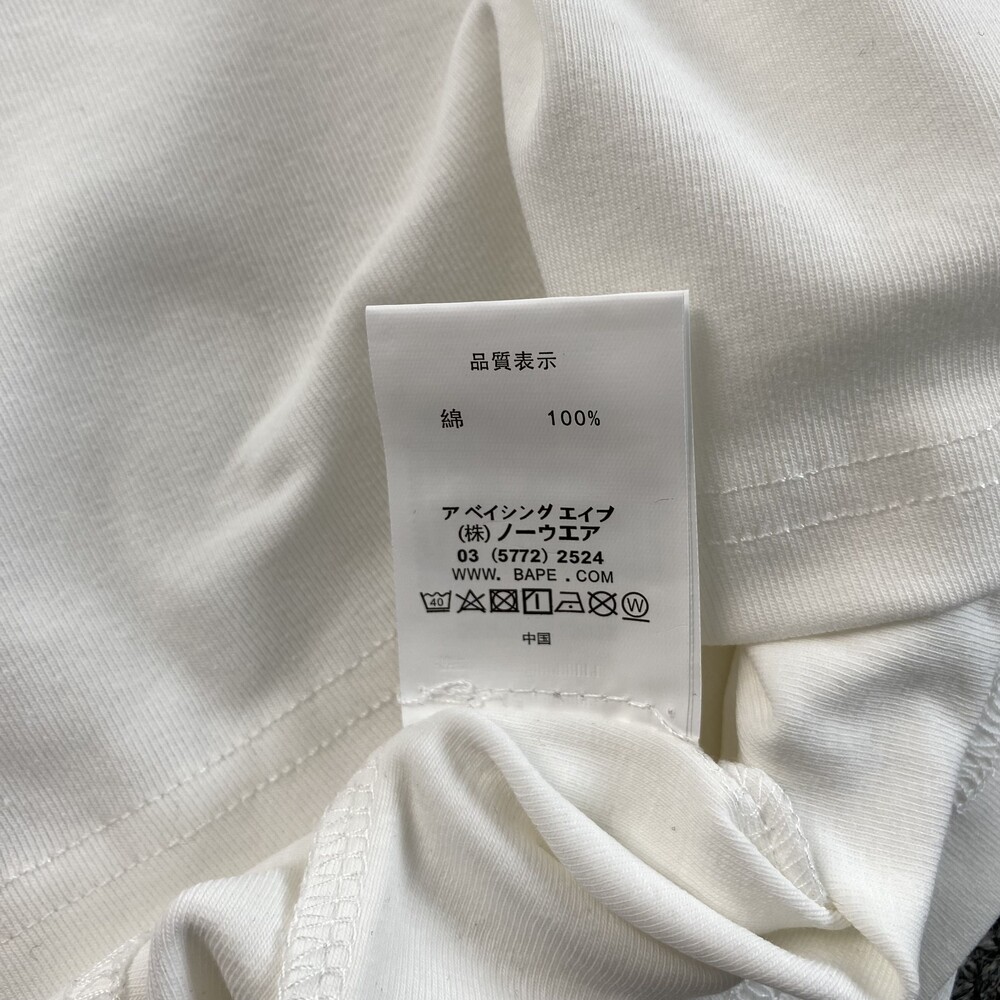 品質表示
綿 100%
ア ベイシング エイプ
(株) ノーウエア
03 (5772) 2524
WWW. BAPE . COM
40 W
中国